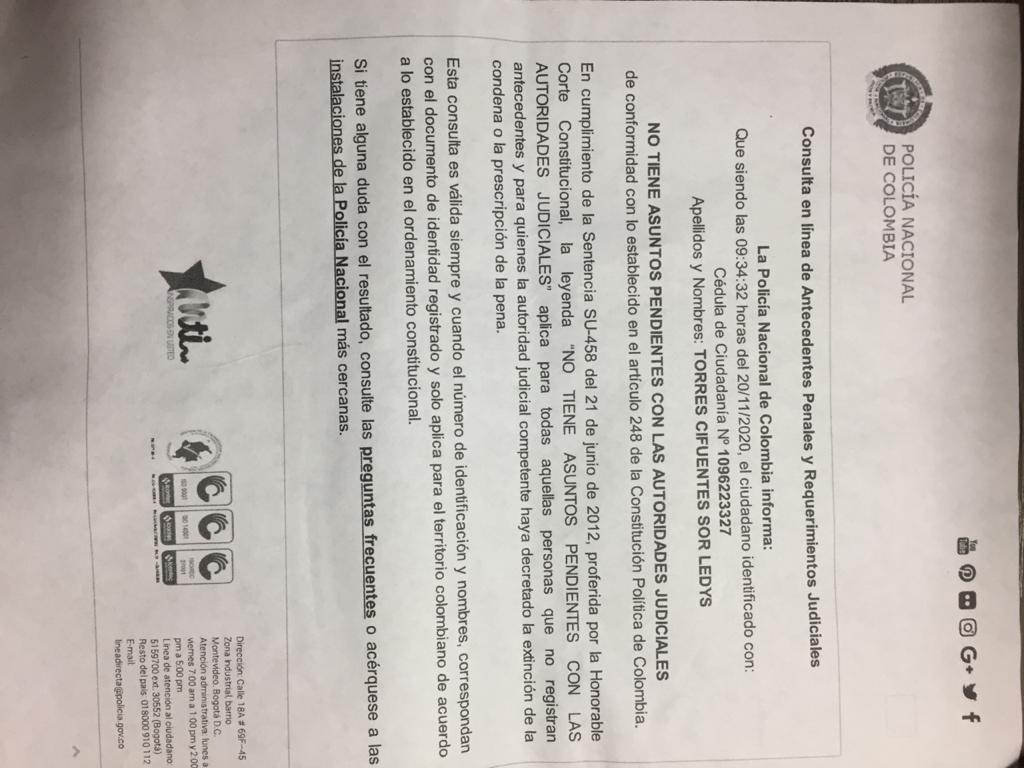 POLICÍA NACIONAL
DE COLOMBIA
You
Tube
G+
f
Consulta en línea de Antecedentes Penales y Requerimientos Judiciales
La Policía Nacional de Colombia informa:
Que siendo las 09:34:32 horas del 20/11/2020, el ciudadano identificado con:
Cédula de Ciudadanía Nº 1096223327
Apellidos y Nombres: TORRES CIFUENTES SOR LEDYS
NO TIENE ASUNTOS PENDIENTES CON LAS AUTORIDADES JUDICIALES
de conformidad con lo establecido en el artículo 248 de la Constitución Política de Colombia.
En cumplimiento de la Sentencia SU-458 del 21 de junio de 2012, proferida por la Honorable
Corte Constitucional, la leyenda “NO TIENE ASUNTOS PENDIENTES CON LAS
AUTORIDADES JUDICIALES” aplica para todas aquellas personas que no registran
antecedentes y para quienes la autoridad judicial competente haya decretado la extinción de la
condena o la prescripción de la pena.
Esta consulta es válida siempre y cuando el número de identificación y nombres, correspondan
con el documento de identidad registrado y solo aplica para el territorio colombiano de acuerdo
a lo establecido en el ordenamiento constitucional.
Si tiene alguna duda con el resultado, consulte las preguntas frecuentes o acérquese a las
instalaciones de la Policía Nacional más cercanas.
INSPIRADOS EN USTED
ISO 9001
ISO 14001
Dirección: Calle 18A # 69F-45
Zona Industrial, barrio
Montevideo. Bogotá D.C.
Atención administrativa: lunes a
viernes 7:00 am a 1:00 pm y 2:00
pm a 5:00 pm
Línea de atención al ciudadano:
5159700 ext. 30552 (Bogotá)
Resto del país: 018000 910 112
E-mail:
lineadirecta@policia.gov.co